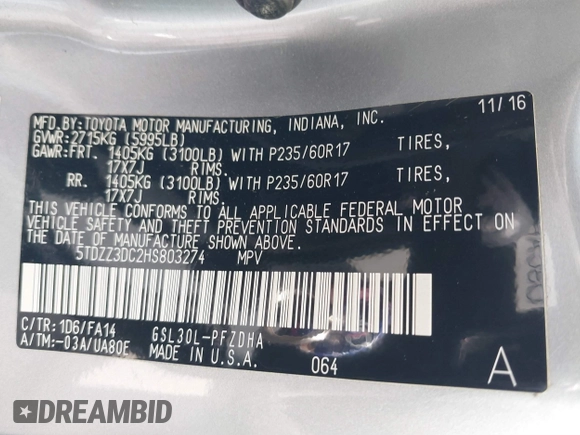 MFD.BY:TOYOTA MOTOR MANUFACTURING, INDIANA, INC. 11/16
GVWR:2715KG (5995LB)
GAWR:FRT. 1405KG (3100LB) WITH P235/60R17 TIRES,
17X7J RIMS.
RR. 1405KG (3100LB) WITH P235/60R17 TIRES,
17X7J RIMS.
THIS VEHICLE CONFORMS TO ALL APPLICABLE FEDERAL MOTOR
VEHICLE SAFETY AND THEFT PREVENTION STANDARDS IN EFFECT ON
THE DATE OF MANUFACTURE SHOWN ABOVE.
5TDZZ3DC2HS803274 MPV
C/TR: 1D6/FA14 GSL30L-PFZDHA
A/TM:-03A/UA80E MADE IN U.S.A. 064 A
DREAMBID